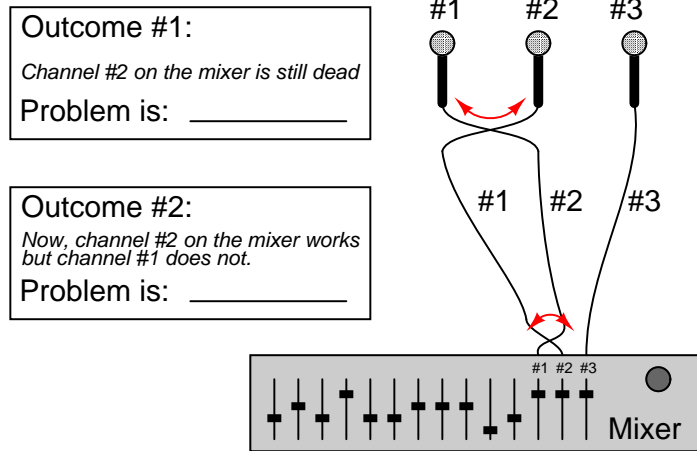 #1 #2 #3
Outcome #1:
Channel #2 on the mixer is still dead
Problem is: __________
Outcome #2:
Now, channel #2 on the mixer works
but channel #1 does not.
Problem is: __________
#1 #2 #3
#1 #2 #3
Mixer